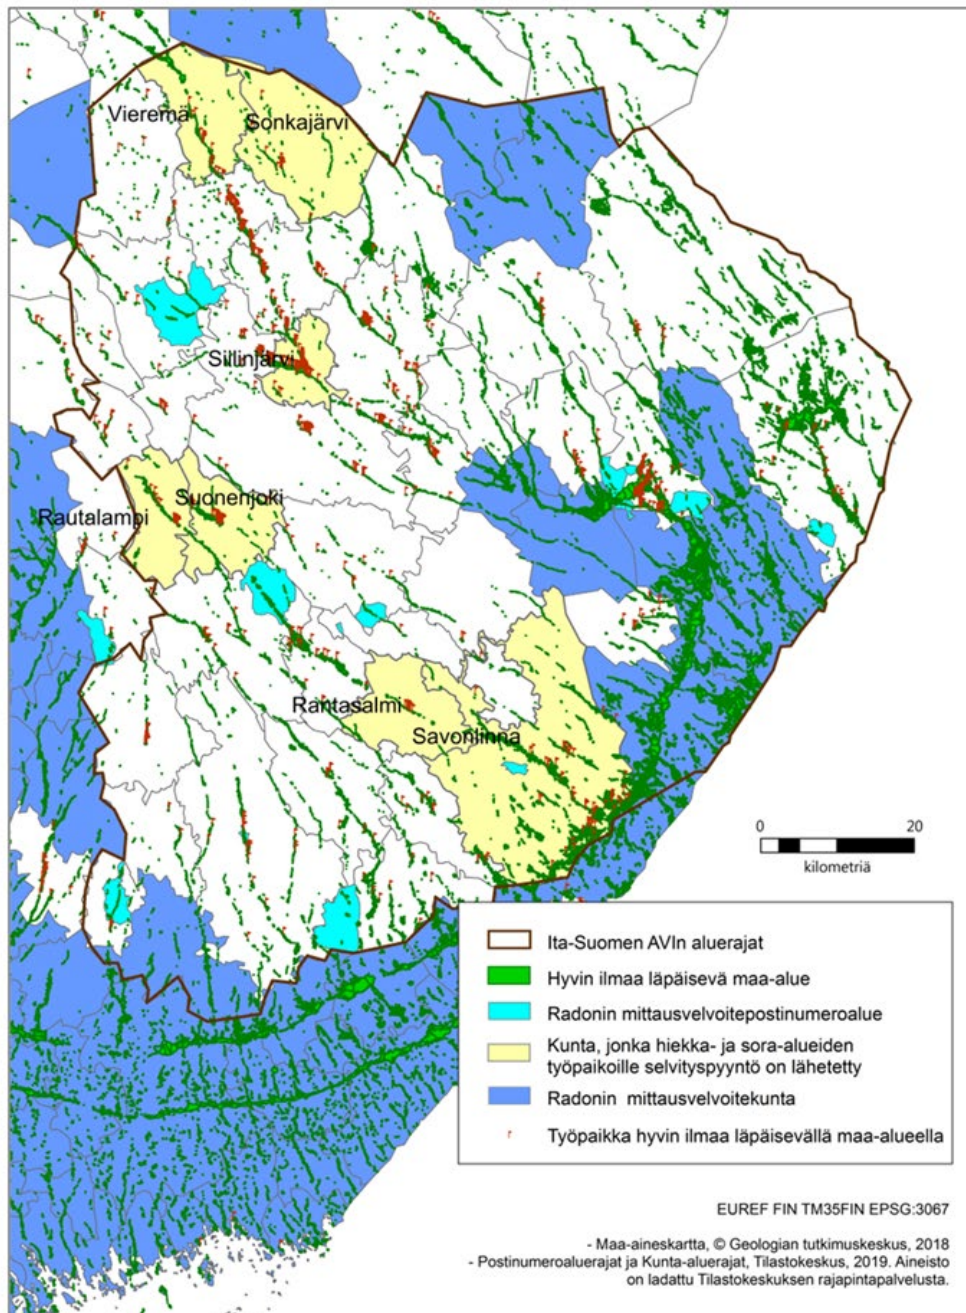 Vieremä
Sonkajärvi
Siilinjärvi
Suonenjoki
Rautalampi
Rantasalmi
Savonlinna
0 20
kilometriä
Ita-Suomen AVIn aluerajat
Hyvin ilmaa läpäisevä maa-alue
Radonin mittausvelvoitepostinumeroalue
Kunta, jonka hiekka- ja sora-alueiden
työpaikoille selvityspyyntö on lähetetty
Radonin mittausvelvoitekunta
Työpaikka hyvin ilmaa läpäisevällä maa-alueella
EUREF FIN TM35FIN EPSG:3067
- Maa-aineskartta, © Geologian tutkimuskeskus, 2018
- Postinumeroaluerajat ja Kunta-aluerajat, Tilastokeskus, 2019. Aineisto
on ladattu Tilastokeskuksen rajapintapalvelusta.